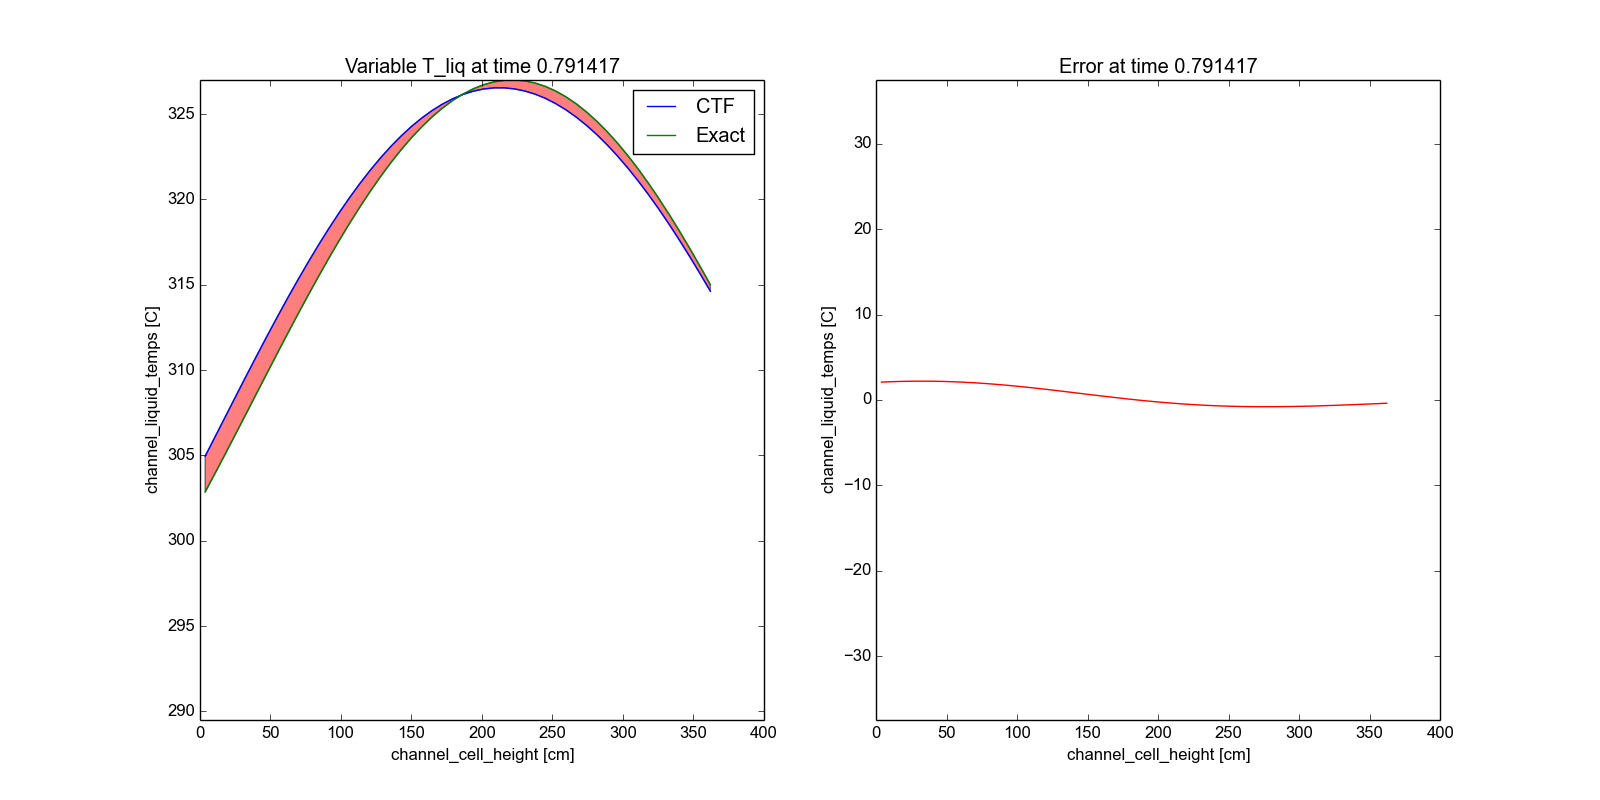 Variable T_liq at time 0.791417
CTF
Exact
325
320
315
310
305
300
295
290
channel_liquid_temps [C]
0 50 100 150 200 250 300 350 400
channel_cell_height [cm]
Error at time 0.791417
30
20
10
0
−10
−20
−30
channel_liquid_temps [C]
0 50 100 150 200 250 300 350 400
channel_cell_height [cm]